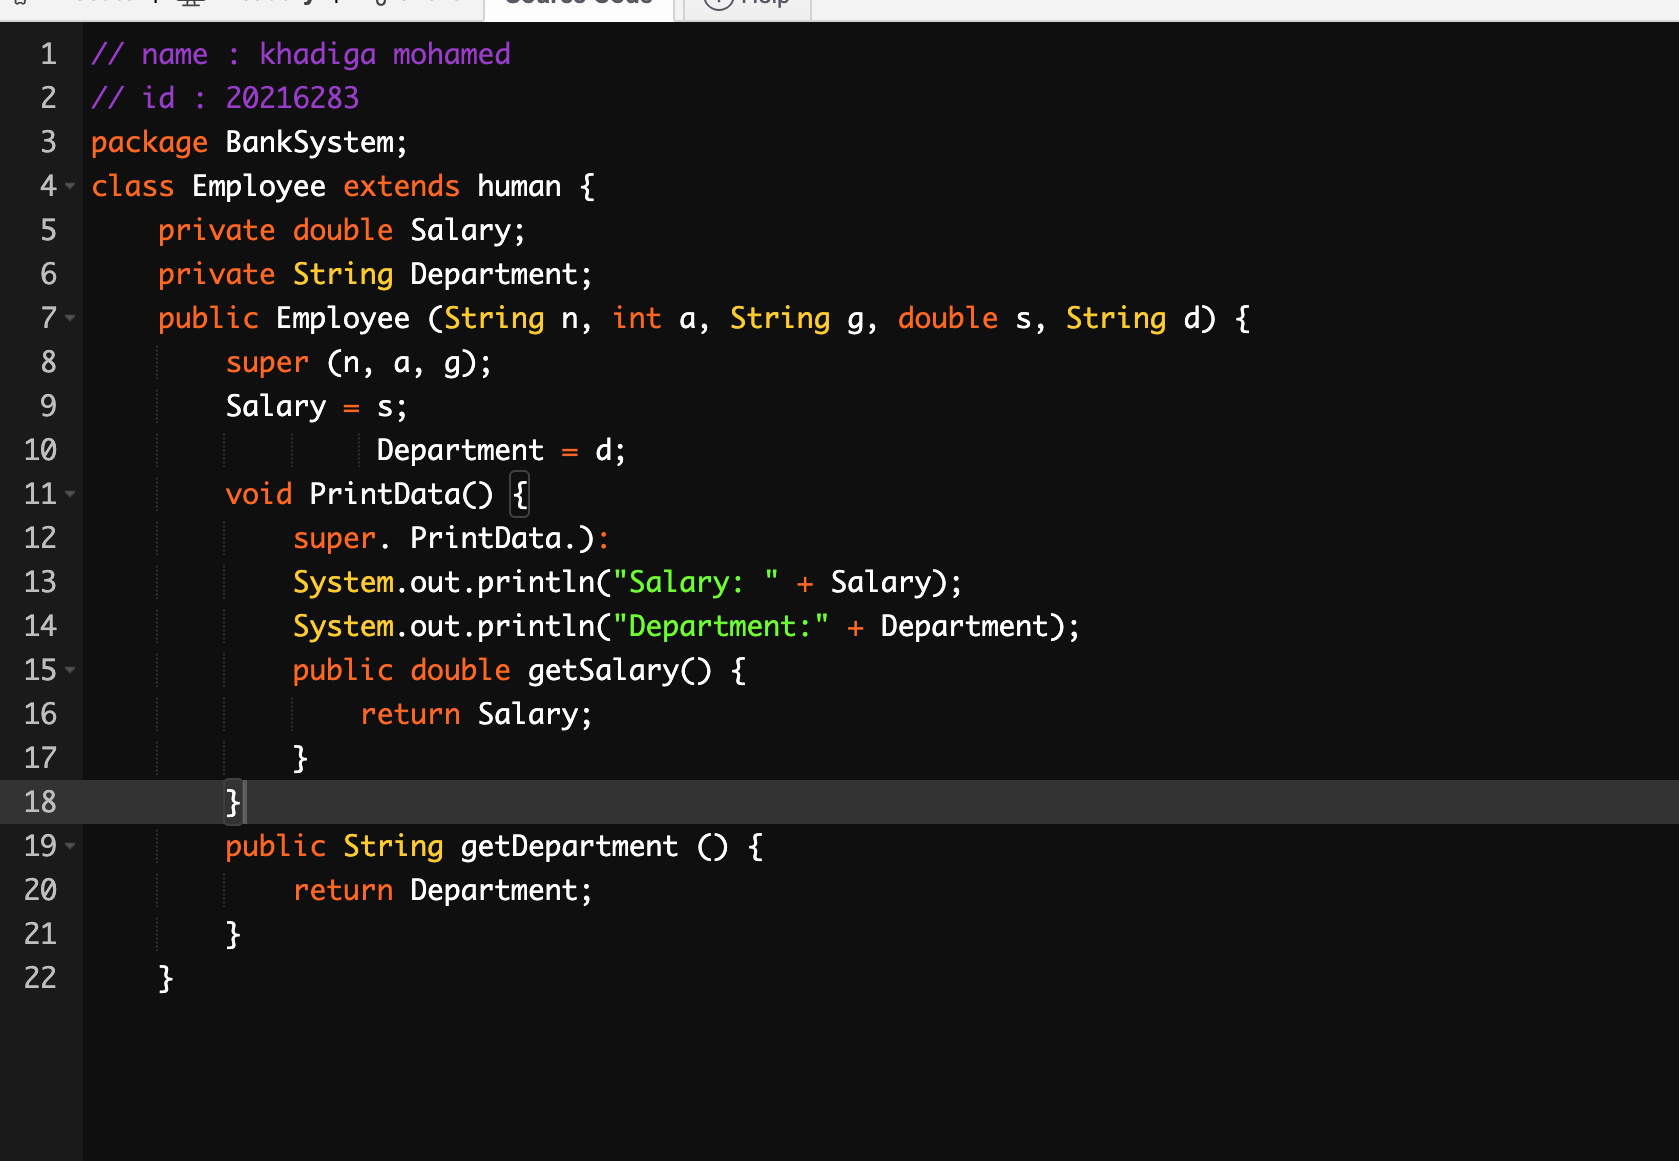 Source Code Help
1 // name : khadiga mohamed
2 // id : 20216283
3 package BankSystem;
4 class Employee extends human {
5 private double Salary;
6 private String Department;
7 public Employee (String n, int a, String g, double s, String d) {
8 super (n, a, g);
9 Salary = s;
10 Department = d;
11 void PrintData() {
12 super. PrintData.):
13 System.out.println("Salary: " + Salary);
14 System.out.println("Department:" + Department);
15 public double getSalary() {
16 return Salary;
17 }
18 }
19 public String getDepartment () {
20 return Department;
21 }
22 }